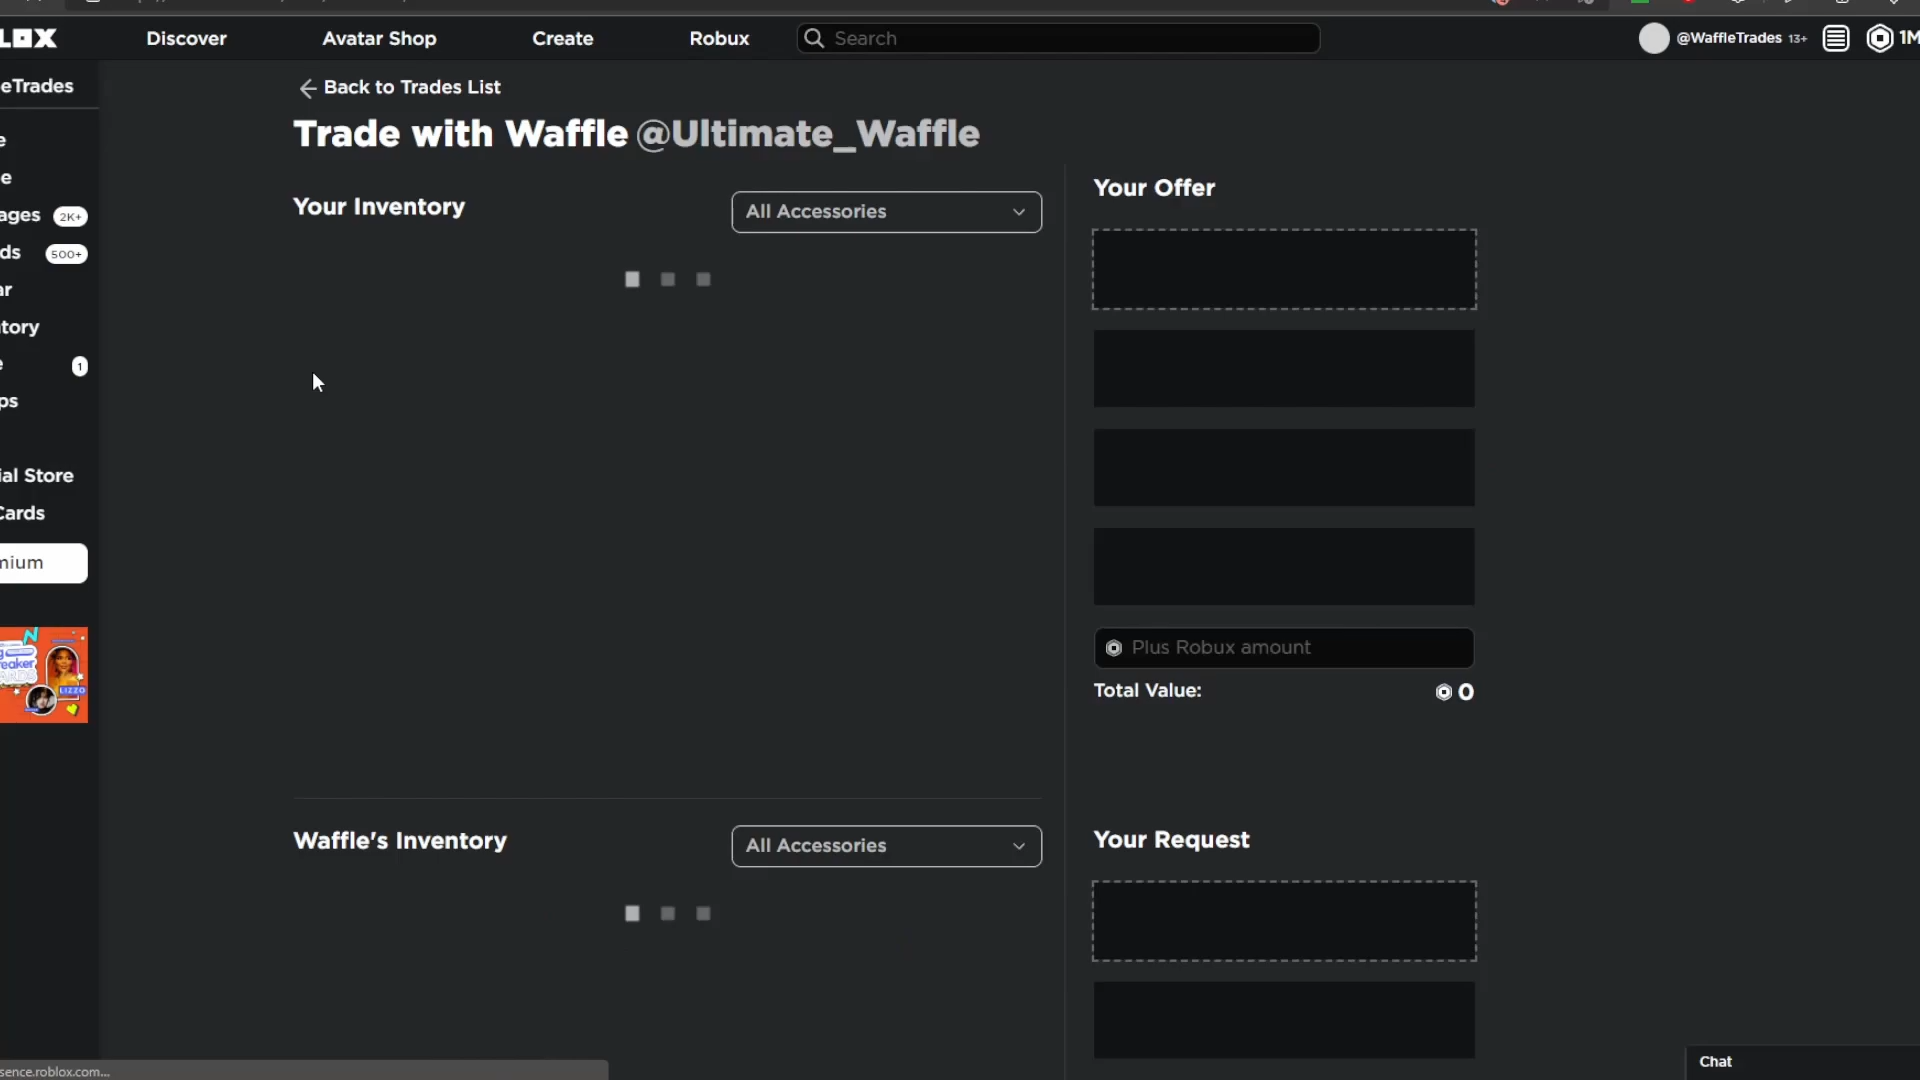 LOX
Discover
Avatar Shop
Create
Robux
Search
@WaffleTrades 13+
1M
eTrades
Back to Trades List
Trade with Waffle @Ultimate_Waffle
e
e
ages 2K+
ds 500+
ar
tory
e 1
ps
ial Store
Cards
mium
LIZZO
Your Inventory
All Accessories
Your Offer
Plus Robux amount
Total Value:
0
Waffle's Inventory
All Accessories
Your Request
Chat
sence.roblox.com...